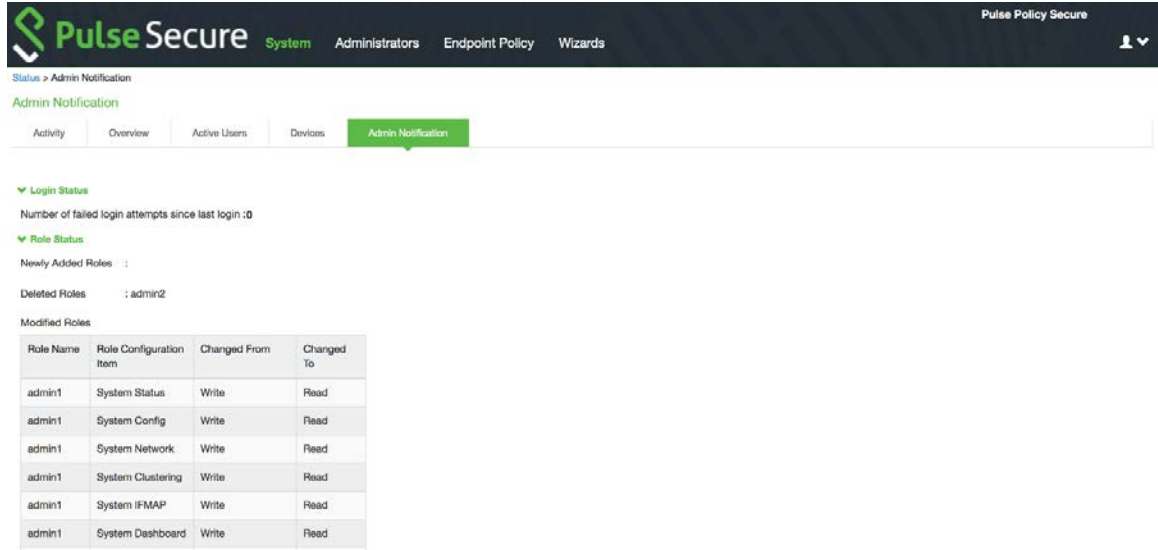 Pulse Policy Secure
Pulse Secure System Administrators Endpoint Policy Wizards
Status > Admin Notification
Admin Notification
Activity Overview Active Users Devices Admin Notification
Login Status
Number of failed login attempts since last login :0
Role Status
Newly Added Roles :
Deleted Roles : admin2
Modified Roles
Role Name Role Configuration Item Changed From Changed To
admin1 System Status Write Read
admin1 System Config Write Read
admin1 System Network Write Read
admin1 System Clustering Write Read
admin1 System IFMAP Write Read
admin1 System Dashboard Write Read